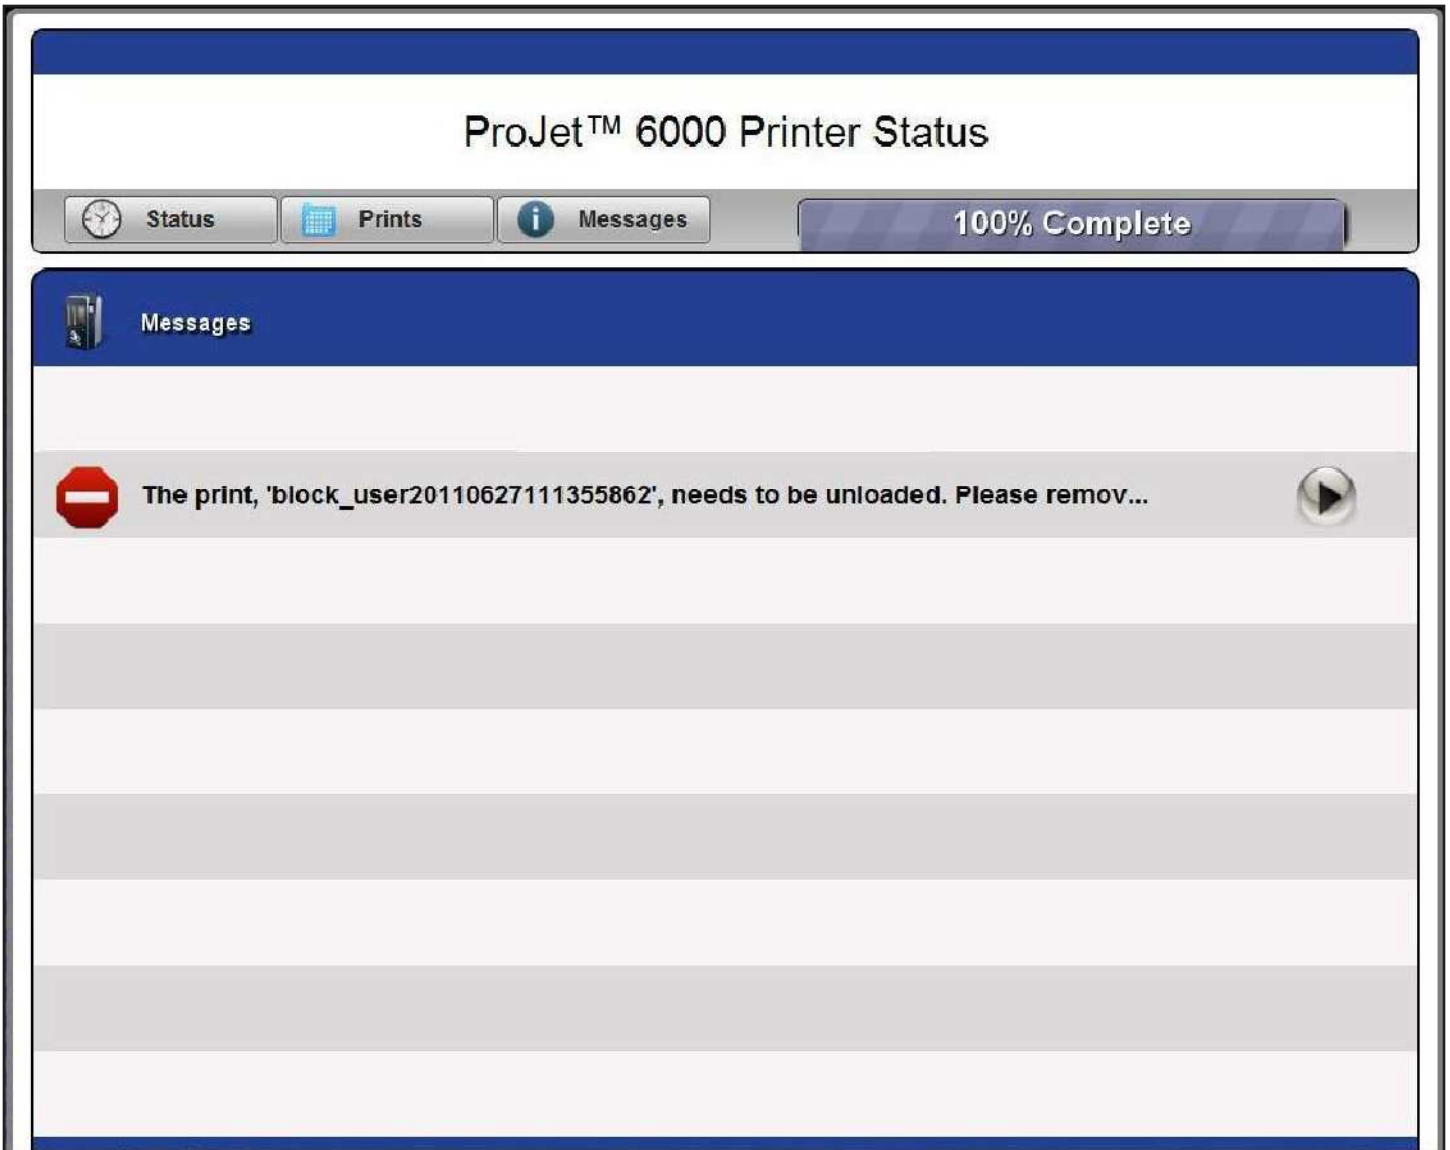 ProJet™ 6000 Printer Status
Status Prints Messages 100% Complete
Messages
The print, 'block_user20110627111355862', needs to be unloaded. Please remov...